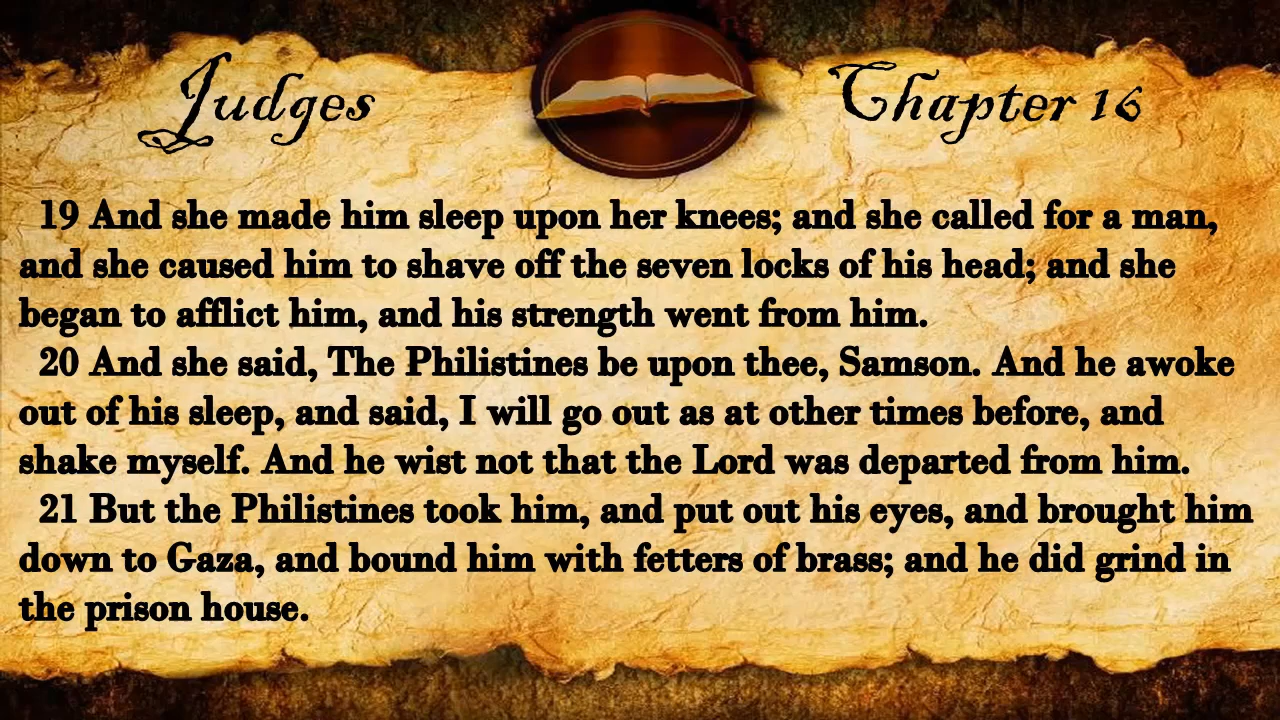 Judges
Chapter 16
19 And she made him sleep upon her knees; and she called for a man,
and she caused him to shave off the seven locks of his head; and she
began to afflict him, and his strength went from him.
20 And she said, The Philistines be upon thee, Samson. And he awoke
out of his sleep, and said, I will go out as at other times before, and
shake myself. And he wist not that the Lord was departed from him.
21 But the Philistines took him, and put out his eyes, and brought him
down to Gaza, and bound him with fetters of brass; and he did grind in
the prison house.